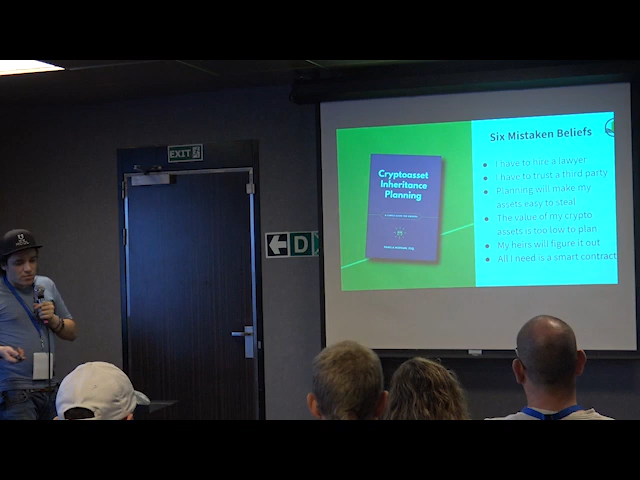 EXIT
D
Cryptoasset
Inheritance
Planning
Six Mistaken Beliefs
I have to hire a lawyer
I have to trust a third party
Planning will make my
assets easy to steal
The value of my crypto
assets is too low to plan
My heirs will figure it out
All I need is a smart contract